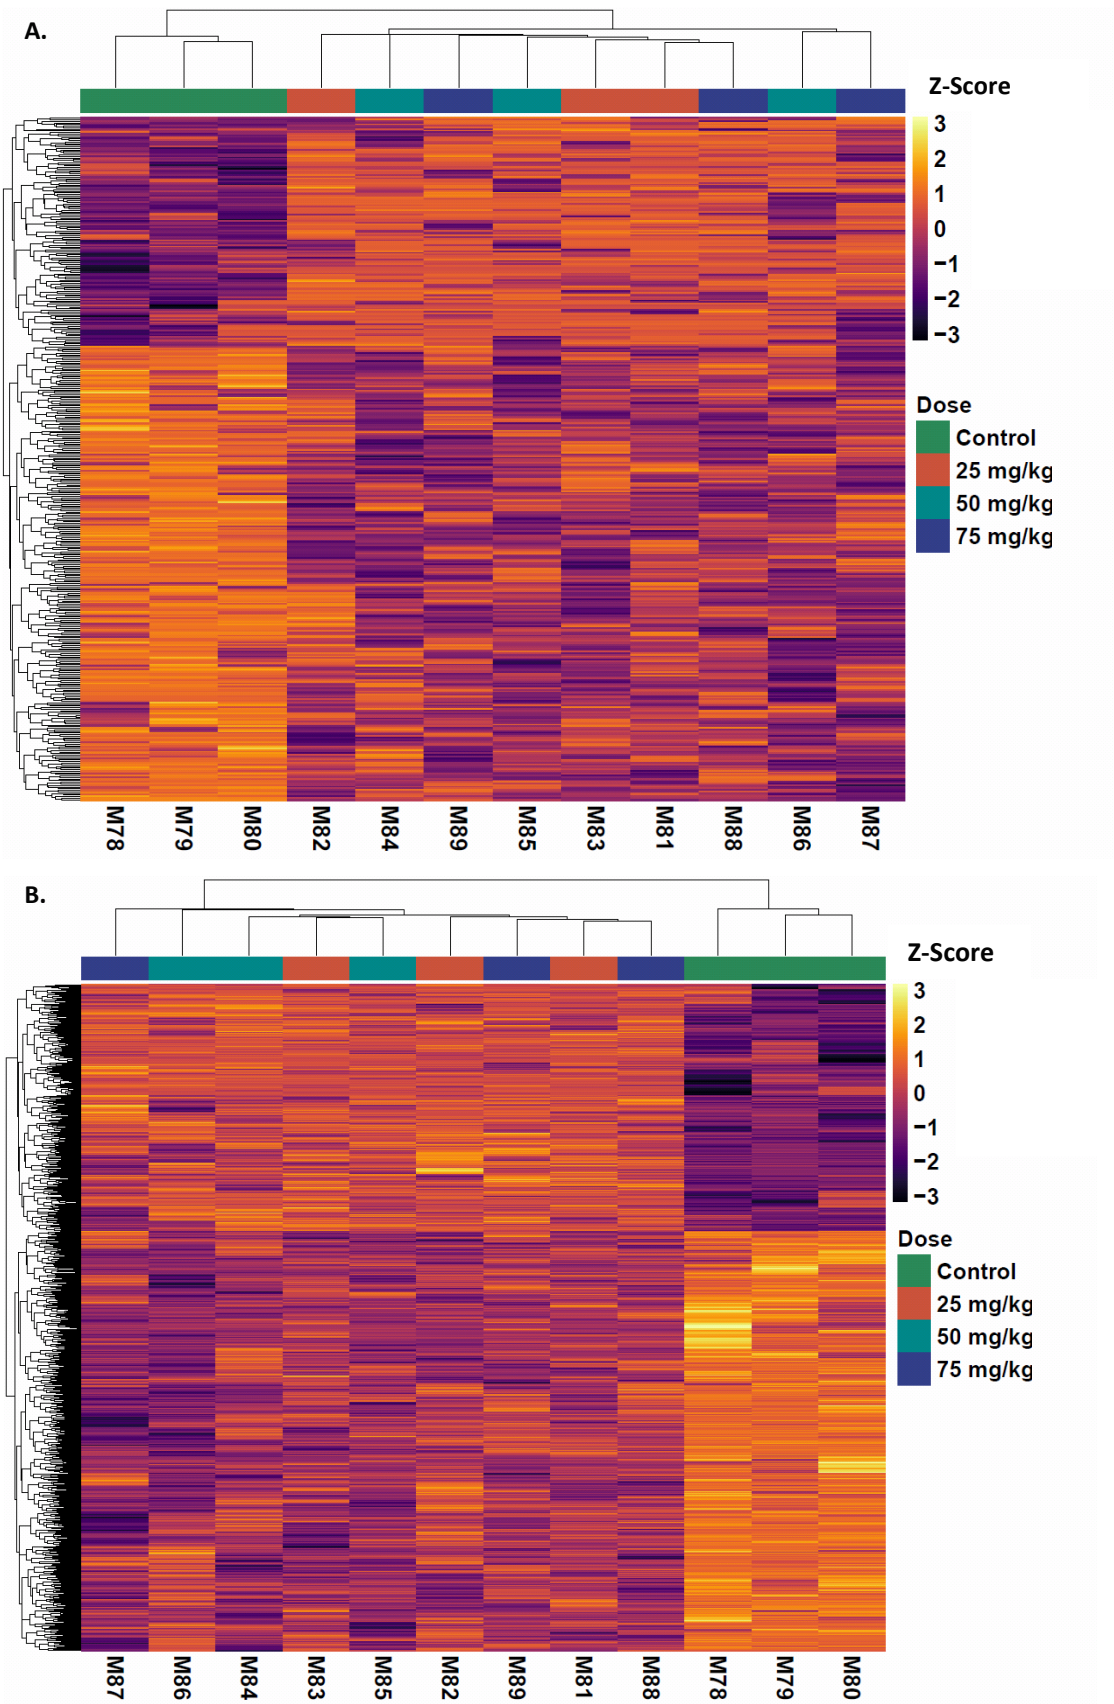 A.
Z-Score
3
2
1
0
−1
−2
−3
Dose
Control
25 mg/kg
50 mg/kg
75 mg/kg
M78 M79 M80 M82 M84 M89 M85 M83 M81 M88 M86 M87
B.
Z-Score
3
2
1
0
−1
−2
−3
Dose
Control
25 mg/kg
50 mg/kg
75 mg/kg
M87 M86 M84 M83 M85 M82 M89 M81 M88 M78 M79 M80